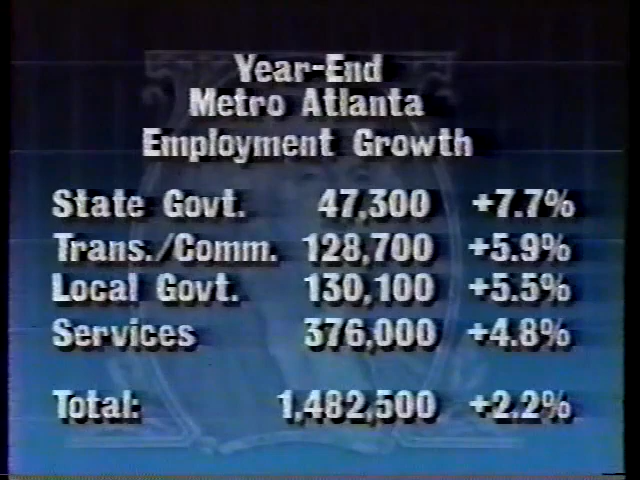 Year-End
Metro Atlanta
Employment Growth
State Govt. 47,300 +7.7%
Trans./Comm. 128,700 +5.9%
Local Govt. 130,100 +5.5%
Services 376,000 +4.8%
Total: 1,482,500 +2.2%